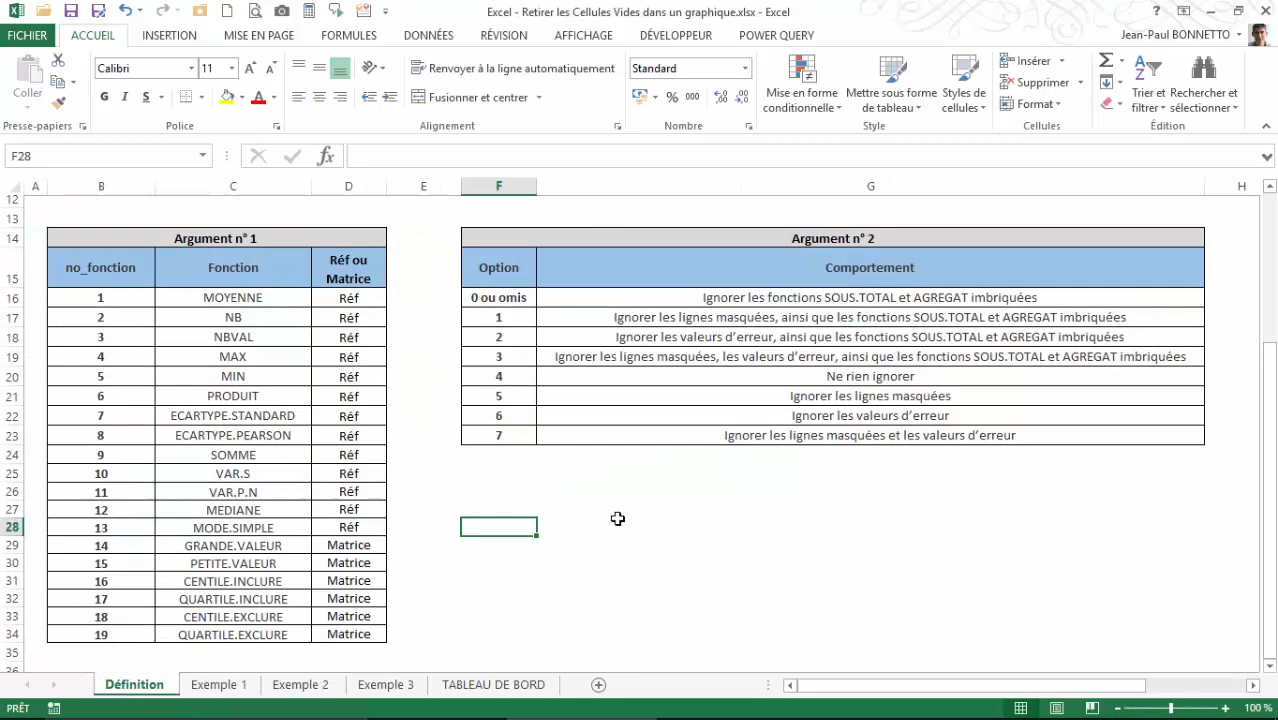 Excel - Retirer les Cellules Vides dans un graphique.xlsx - Excel
FICHIER ACCUEIL INSERTION MISE EN PAGE FORMULES DONNÉES RÉVISION AFFICHAGE DÉVELOPPEUR POWER QUERY Jean-Paul BONNETTO
Coller
Presse-papiers
Calibri 11
G I S
Police
Renvoyer à la ligne automatiquement
Fusionner et centrer
Alignement
Standard
% 000
Nombre
Mise en forme
conditionnelle
Mettre sous forme
de tableau
Styles de
cellules
Style
Insérer
Supprimer
Format
Cellules
Trier et
filtrer
Rechercher et
sélectionner
Édition
F28 fx
A B C D E F G H
12
13
14 Argument n° 1 Argument n° 2
15 no_fonction Fonction Réf ou Matrice Option Comportement
16 1 MOYENNE Réf 0 ou omis Ignorer les fonctions SOUS.TOTAL et AGREGAT imbriquées
17 2 NB Réf 1 Ignorer les lignes masquées, ainsi que les fonctions SOUS.TOTAL et AGREGAT imbriquées
18 3 NBVAL Réf 2 Ignorer les valeurs d’erreur, ainsi que les fonctions SOUS.TOTAL et AGREGAT imbriquées
19 4 MAX Réf 3 Ignorer les lignes masquées, les valeurs d’erreur, ainsi que les fonctions SOUS.TOTAL et AGREGAT imbriquées
20 5 MIN Réf 4 Ne rien ignorer
21 6 PRODUIT Réf 5 Ignorer les lignes masquées
22 7 ECARTYPE.STANDARD Réf 6 Ignorer les valeurs d’erreur
23 8 ECARTYPE.PEARSON Réf 7 Ignorer les lignes masquées et les valeurs d’erreur
24 9 SOMME Réf
25 10 VAR.S Réf
26 11 VAR.P.N Réf
27 12 MEDIANE Réf
28 13 MODE.SIMPLE Réf
29 14 GRANDE.VALEUR Matrice
30 15 PETITE.VALEUR Matrice
31 16 CENTILE.INCLURE Matrice
32 17 QUARTILE.INCLURE Matrice
33 18 CENTILE.EXCLURE Matrice
34 19 QUARTILE.EXCLURE Matrice
35
36
Définition Exemple 1 Exemple 2 Exemple 3 TABLEAU DE BORD
PRÊT 100 %